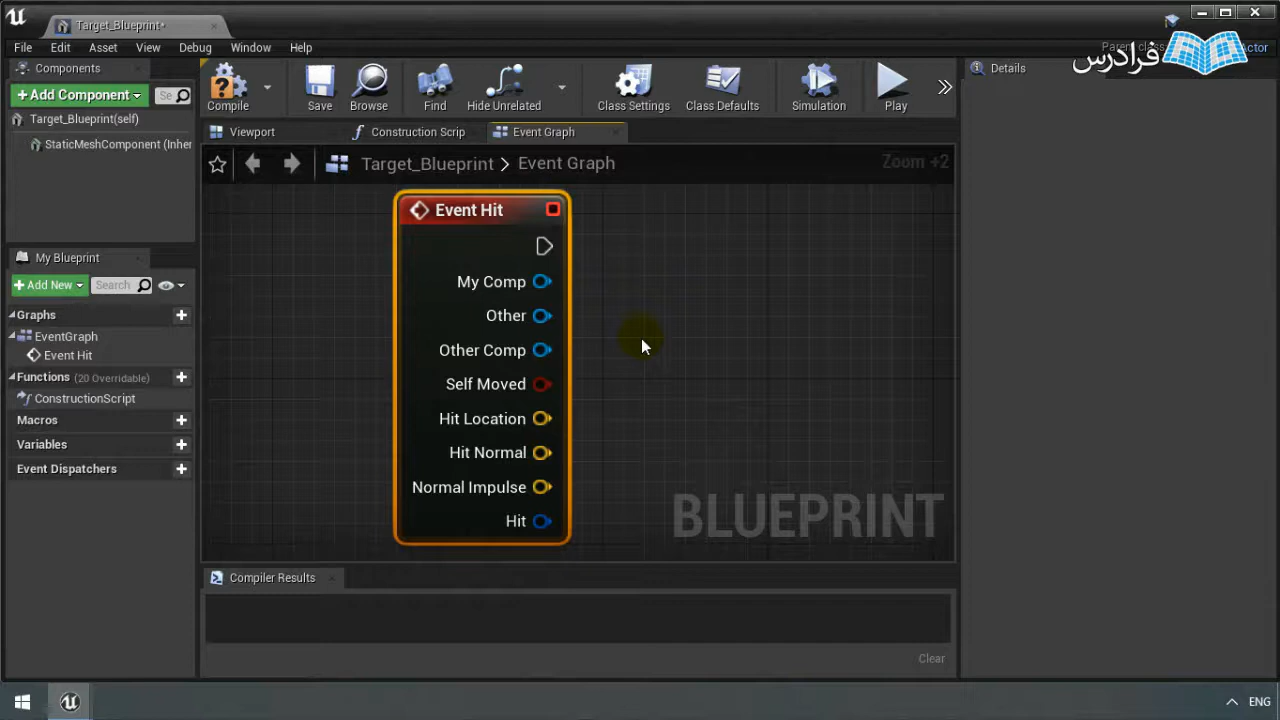 Target_Blueprint*
File Edit Asset View Debug Window Help
Parent class
Actor
فرادرس
Components
Add Component
Se
Target_Blueprint(self)
StaticMeshComponent (Inher
Compile
Save
Browse
Find
Hide Unrelated
Class Settings
Class Defaults
Simulation
Play
Details
Viewport
Construction Scrip
Event Graph
Target_Blueprint > Event Graph
Zoom +2
My Blueprint
+Add New
Search
Graphs
EventGraph
Event Hit
Functions (20 Overridable)
ConstructionScript
Macros
Variables
Event Dispatchers
Event Hit
My Comp
Other
Other Comp
Self Moved
Hit Location
Hit Normal
Normal Impulse
Hit
BLUEPRINT
Compiler Results
Clear
ENG